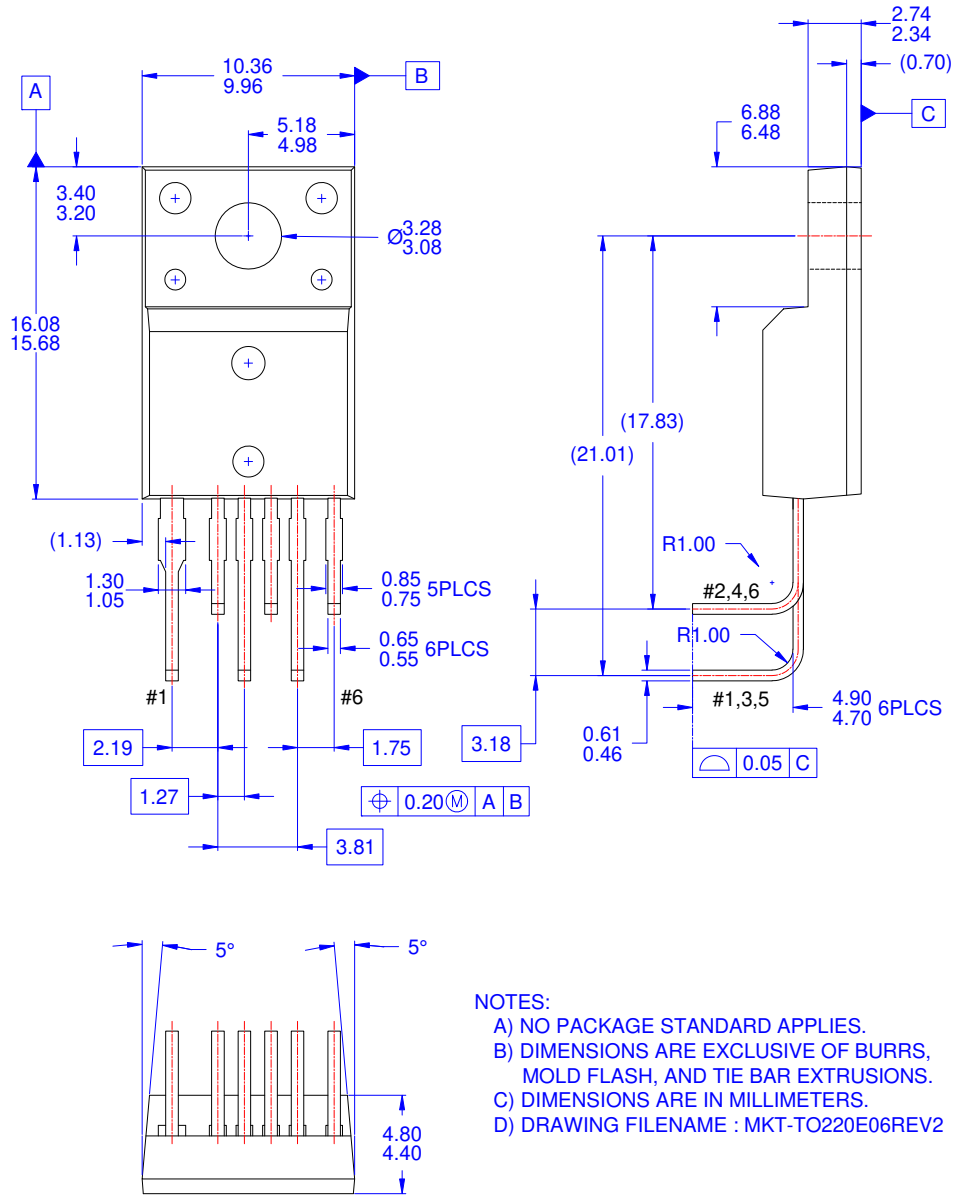 2.74
2.34
(0.70)
10.36
9.96
B
A
5.18
4.98
6.88
6.48
C
3.40
3.20
Ø3.28
3.08
16.08
15.68
(17.83)
(21.01)
(1.13)
R1.00
1.30
1.05
0.85
0.75 5PLCS
#2,4,6
0.65
0.55 6PLCS
R1.00
#1
#6
#1,3,5
4.90
4.70 6PLCS
2.19
1.75
3.18
0.61
0.46
⌓ 0.05 C
1.27
⌖ 0.20Ⓜ A B
3.81
5°
5°
4.80
4.40
NOTES:
A) NO PACKAGE STANDARD APPLIES.
B) DIMENSIONS ARE EXCLUSIVE OF BURRS,
MOLD FLASH, AND TIE BAR EXTRUSIONS.
C) DIMENSIONS ARE IN MILLIMETERS.
D) DRAWING FILENAME : MKT-TO220E06REV2